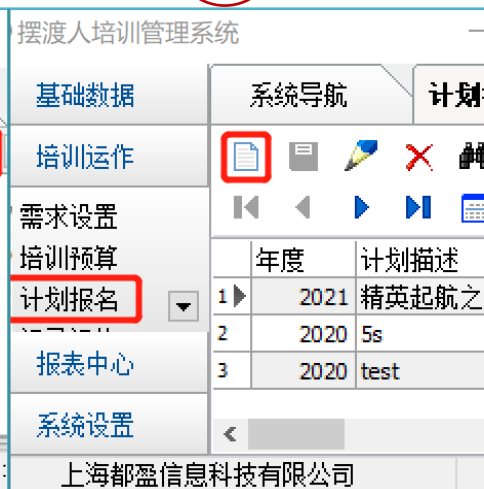 摆渡人培训管理系统
基础数据
系统导航
计划
培训运作
需求设置
培训预算
计划报名
年度 计划描述
1 2021 精英起航之
2 2020 5s
3 2020 test
报表中心
系统设置
上海都盈信息科技有限公司